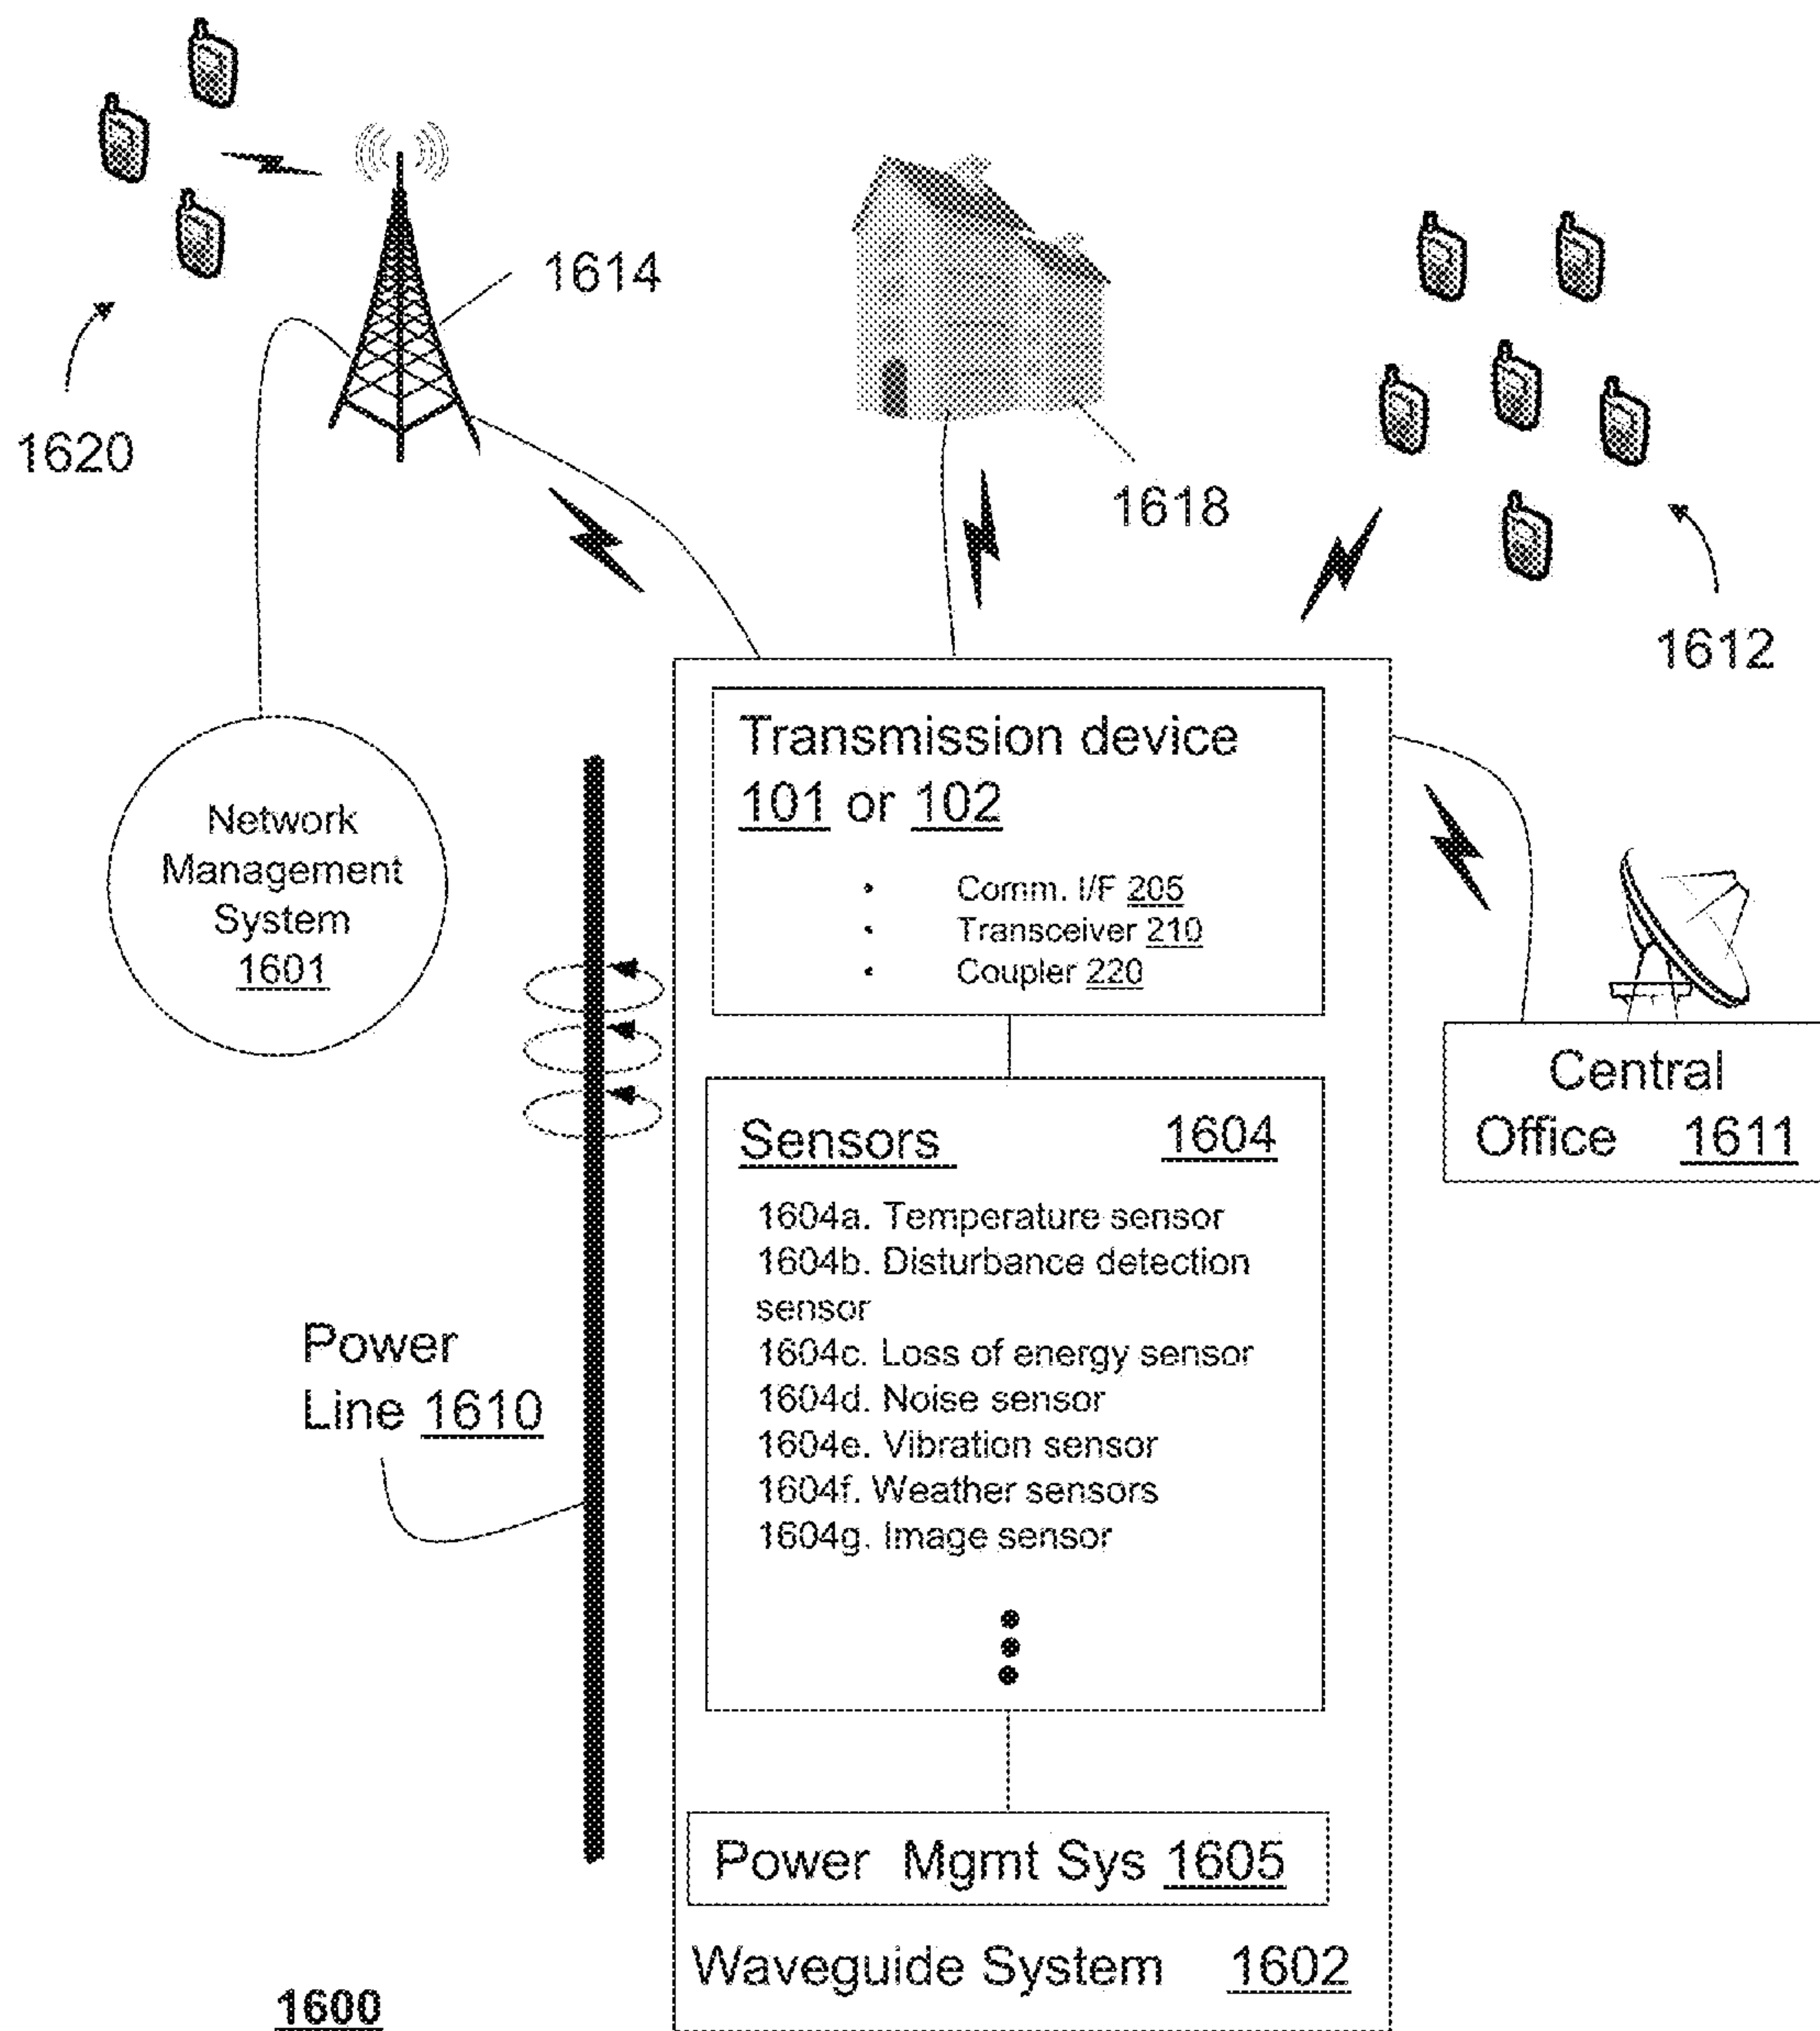 1614
1620
1618
1612
Network
Management
System
1601
Transmission device
101 or 102
• Comm. I/F 205
• Transceiver 210
• Coupler 220
Central
Office 1611
Sensors 1604
1604a. Temperature sensor
1604b. Disturbance detection
sensor
1604c. Loss of energy sensor
1604d. Noise sensor
1604e. Vibration sensor
1604f. Weather sensors
1604g. Image sensor
Power
Line 1610
Power Mgmt Sys 1605
Waveguide System 1602
1600